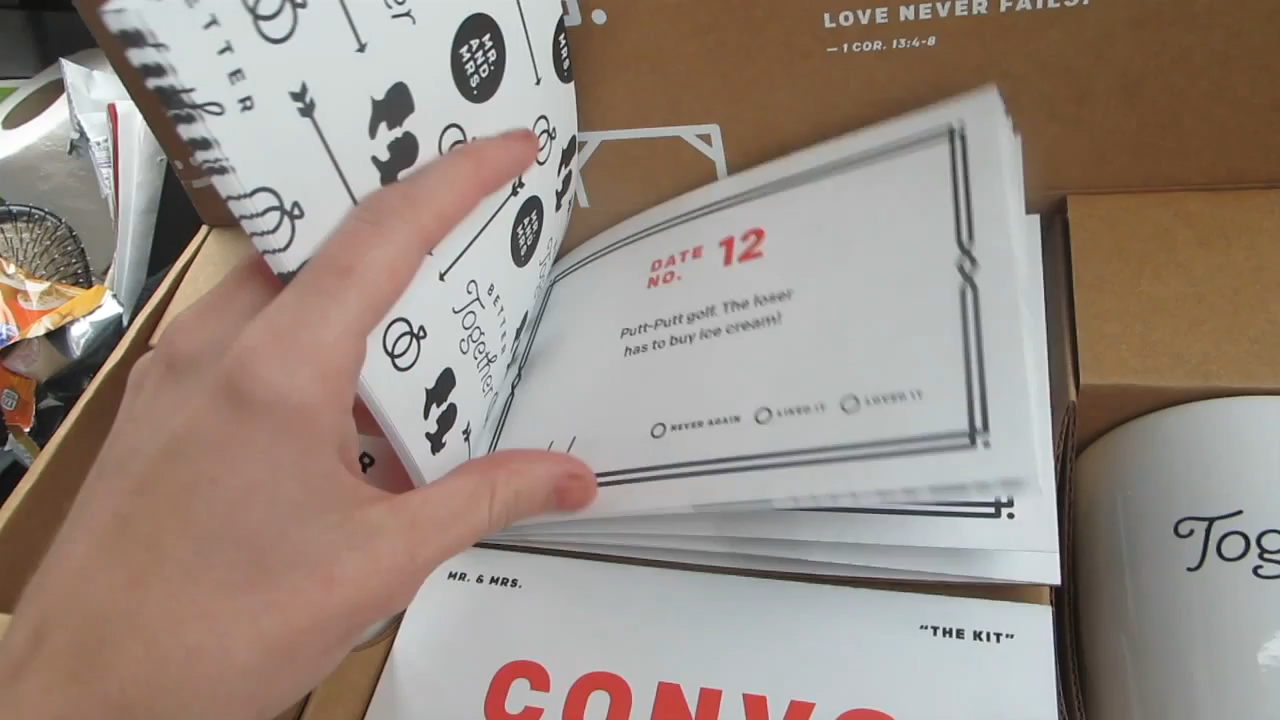 LOVE NEVER FAILS.
— 1 COR. 13:4-8
MR.
AND
MRS.
MRS.
BETTER
Together
DATE
NO. 12
Putt-Putt golf. The loser
has to buy ice cream!
NEVER AGAIN LIKED IT LOVED IT
MR. & MRS.
"THE KIT"
CONVO
Tog